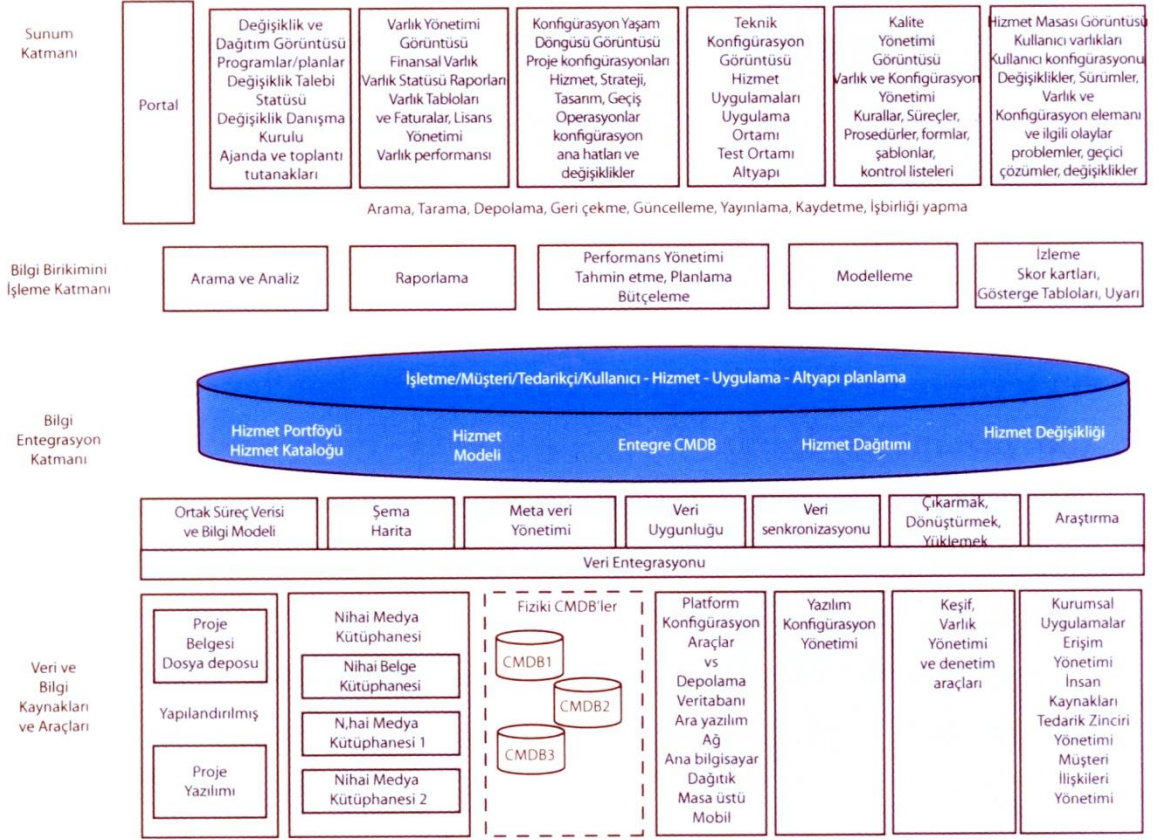 Sunum
Katmanı
Portal
Değişiklik ve
Dağıtım Görüntüsü
Programlar/planlar
Değişiklik Talebi
Statüsü
Değişiklik Danışma
Kurulu
Ajanda ve toplantı
tutanakları
Varlık Yönetimi
Görüntüsü
Finansal Varlık
Varlık Statüsü Raporları
Varlık Tabloları
ve Faturalar, Lisans
Yönetimi
Varlık performansı
Konfigürasyon Yaşam
Döngüsü Görüntüsü
Proje konfigürasyonları
Hizmet, Strateji,
Tasarım, Geçiş
Operasyonlar
konfigürasyon
ana hatları ve
değişiklikler
Teknik
Konfigürasyon
Görüntüsü
Hizmet
Uygulamaları
Uygulama
Ortamı
Test Ortamı
Altyapı
Kalite
Yönetimi
Görüntüsü
Varlık ve Konfigürasyon
Yönetimi
Kurallar, Süreçler,
Prosedürler, formlar,
şablonlar,
kontrol listeleri
Hizmet Masası Görüntüsü
Kullanıcı varlıkları
Kullanıcı konfigürasyonu
Değişiklikler, Sürümler,
Varlık ve
Konfigürasyon elemanı
ve ilgili olaylar
problemler, geçici
çözümler, değişiklikler
Arama, Tarama, Depolama, Geri çekme, Güncelleme, Yayınlama, Kaydetme, İşbirliği yapma
Bilgi Birikimini
İşleme Katmanı
Arama ve Analiz
Raporlama
Performans Yönetimi
Tahmin etme, Planlama
Bütçeleme
Modelleme
İzleme
Skor kartları,
Gösterge Tabloları, Uyarı
Bilgi
Entegrasyon
Katmanı
İşletme/Müşteri/Tedarikçi/Kullanıcı - Hizmet - Uygulama - Altyapı planlama
Hizmet Portföyü
Hizmet Kataloğu
Hizmet
Modeli
Entegre CMDB
Hizmet Dağıtımı
Hizmet Değişikliği
Ortak Süreç Verisi
ve Bilgi Modeli
Şema
Harita
Meta veri
Yönetimi
Veri
Uygunluğu
Veri
senkronizasyonu
Çıkarmak,
Dönüştürmek,
Yüklemek
Araştırma
Veri Entegrasyonu
Veri ve
Bilgi
Kaynakları
ve Araçları
Proje
Belgesi
Dosya deposu
Yapılandırılmış
Proje
Yazılımı
Nihai Medya
Kütüphanesi
Nihai Belge
Kütüphanesi
N,hai Medya
Kütüphanesi 1
Nihai Medya
Kütüphanesi 2
Fiziki CMDB'ler
CMDB1
CMDB2
CMDB3
Platform
Konfigürasyon
Araçlar
vs
Depolama
Veritabanı
Ara yazılım
Ağ
Ana bilgisayar
Dağıtık
Masa üstü
Mobil
Yazılım
Konfigürasyon
Yönetimi
Keşif,
Varlık
Yönetimi
ve denetim
araçları
Kurumsal
Uygulamalar
Erişim
Yönetimi
İnsan
Kaynakları
Tedarik Zinciri
Yönetimi
Müşteri
İlişkileri
Yönetimi